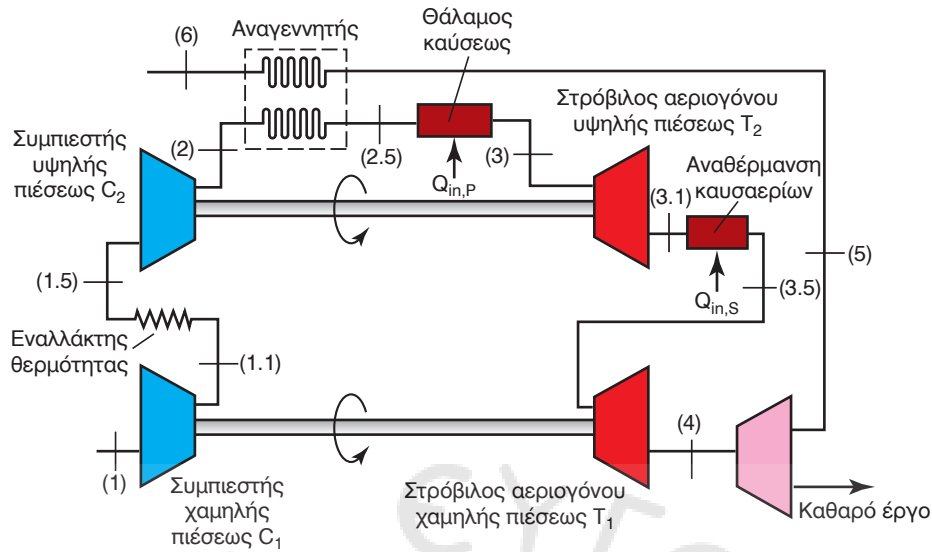 (6)
Αναγεννητής
Θάλαμος
καύσεως
Στρόβιλος αεριογόνου
υψηλής πιέσεως T2
Συμπιεστής
υψηλής
πιέσεως C2
(2)
(2.5)
Qin,P
(3)
(3.1)
Αναθέρμανση
καυσαερίων
(5)
(1.5)
Qin,S
(3.5)
Εναλλάκτης
θερμότητας
(1.1)
(4)
(1)
Συμπιεστής
χαμηλής
πιέσεως C1
Στρόβιλος αεριογόνου
χαμηλής πιέσεως T1
Καθαρό έργο